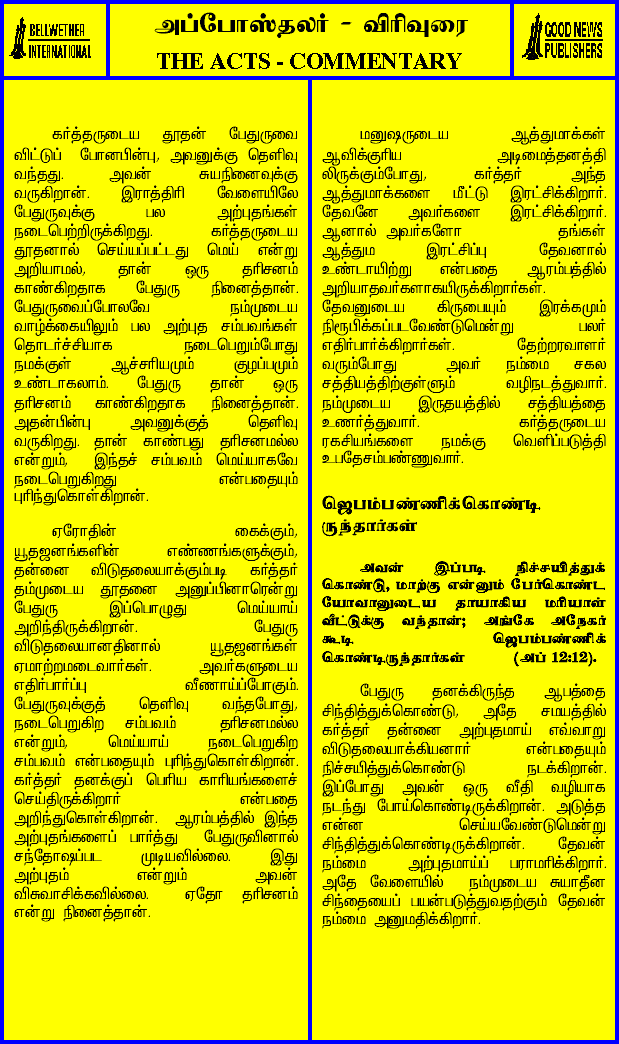 BELLWETHER
INTERNATIONAL
அப்போஸ்தலர் - விரிவுரை
THE ACTS - COMMENTARY
GOOD NEWS
PUBLISHERS
கர்த்தருடைய தூதன் பேதுருவை
விட்டுப் போனபின்பு, அவனுக்கு தெளிவு
வந்தது. அவன் சுயநினைவுக்கு
வருகிறான். இராத்திரி வேளையிலே
பேதுருவுக்கு பல அற்புதங்கள்
நடைபெற்றிருக்கிறது. கர்த்தருடைய
தூதனால் செய்யப்பட்டது மெய் என்று
அறியாமல், தான் ஒரு தரிசனம்
காண்கிறதாக பேதுரு நினைத்தான்.
பேதுருவைப்போலவே நம்முடைய
வாழ்க்கையிலும் பல அற்புத சம்பவங்கள்
தொடர்ச்சியாக நடைபெறும்போது
நமக்குள் ஆச்சரியமும் குழப்பமும்
உண்டாகலாம். பேதுரு தான் ஒரு
தரிசனம் காண்கிறதாக நினைத்தான்.
அதன்பின்பு அவனுக்குத் தெளிவு
வருகிறது. தான் காண்பது தரிசனமல்ல
என்றும், இந்தச் சம்பவம் மெய்யாகவே
நடைபெறுகிறது என்பதையும்
புரிந்துகொள்கிறான்.
ஏரோதின் கைக்கும்,
யூதஜனங்களின் எண்ணங்களுக்கும்,
தன்னை விடுதலையாக்கும்படி கர்த்தர்
தம்முடைய தூதனை அனுப்பினாரென்று
பேதுரு இப்பொழுது மெய்யாய்
அறிந்திருக்கிறான். பேதுரு
விடுதலையானதினால் யூதஜனங்கள்
ஏமாற்றமடைவார்கள். அவர்களுடைய
எதிர்பார்ப்பு வீணாய்ப்போகும்.
பேதுருவுக்குத் தெளிவு வந்தபோது,
நடைபெறுகிற சம்பவம் தரிசனமல்ல
என்றும், மெய்யாய் நடைபெறுகிற
சம்பவம் என்பதையும் புரிந்துகொள்கிறான்.
கர்த்தர் தனக்குப் பெரிய காரியங்களைச்
செய்திருக்கிறார் என்பதை
அறிந்துகொள்கிறான். ஆரம்பத்தில் இந்த
அற்புதங்களைப் பார்த்து பேதுருவினால்
சந்தோஷப்பட முடியவில்லை. இது
அற்புதம் என்றும் அவன்
விசுவாசிக்கவில்லை. ஏதோ தரிசனம்
என்று நினைத்தான்.
மனுஷருடைய ஆத்துமாக்கள்
ஆவிக்குரிய அடிமைத்தனத்தி
லிருக்கும்போது, கர்த்தர் அந்த
ஆத்துமாக்களை மீட்டு இரட்சிக்கிறார்.
தேவனே அவர்களை இரட்சிக்கிறார்.
ஆனால் அவர்களோ தங்கள்
ஆத்தும இரட்சிப்பு தேவனால்
உண்டாயிற்று என்பதை ஆரம்பத்தில்
அறியாதவர்களாகயிருக்கிறார்கள்.
தேவனுடைய கிருபையும் இரக்கமும்
நிரூபிக்கப்படவேண்டுமென்று பலர்
எதிர்பார்க்கிறார்கள். தேற்றரவாளர்
வரும்போது அவர் நம்மை சகல
சத்தியத்திற்குள்ளும் வழிநடத்துவார்.
நம்முடைய இருதயத்தில் சத்தியத்தை
உணர்த்துவார். கர்த்தருடைய
ரகசியங்களை நமக்கு வெளிப்படுத்தி
உபதேசம்பண்ணுவார்.
ஜெபம்பண்ணிக்கொண்டி
ருந்தார்கள்
அவன் இப்படி நிச்சயித்துக்
கொண்டு, மாற்கு என்னும் பேர்கொண்ட
யோவானுடைய தாயாகிய மரியாள்
வீட்டுக்கு வந்தான்; அங்கே அநேகர்
கூடி ஜெபம்பண்ணிக்
கொண்டிருந்தார்கள் (அப் 12:12).
பேதுரு தனக்கிருந்த ஆபத்தை
சிந்தித்துக்கொண்டு, அதே சமயத்தில்
கர்த்தர் தன்னை அற்புதமாய் எவ்வாறு
விடுதலையாக்கியனார் என்பதையும்
நிச்சயித்துக்கொண்டு நடக்கிறான்.
இப்போது அவன் ஒரு வீதி வழியாக
நடந்து போய்கொண்டிருக்கிறான். அடுத்த
என்ன செய்யவேண்டுமென்று
சிந்தித்துக்கொண்டிருக்கிறான். தேவன்
நம்மை அற்புதமாய்ப் பராமரிக்கிறார்.
அதே வேளையில் நம்முடைய சுயாதீன
சிந்தையைப் பயன்படுத்துவதற்கும் தேவன்
நம்மை அனுமதிக்கிறார்.